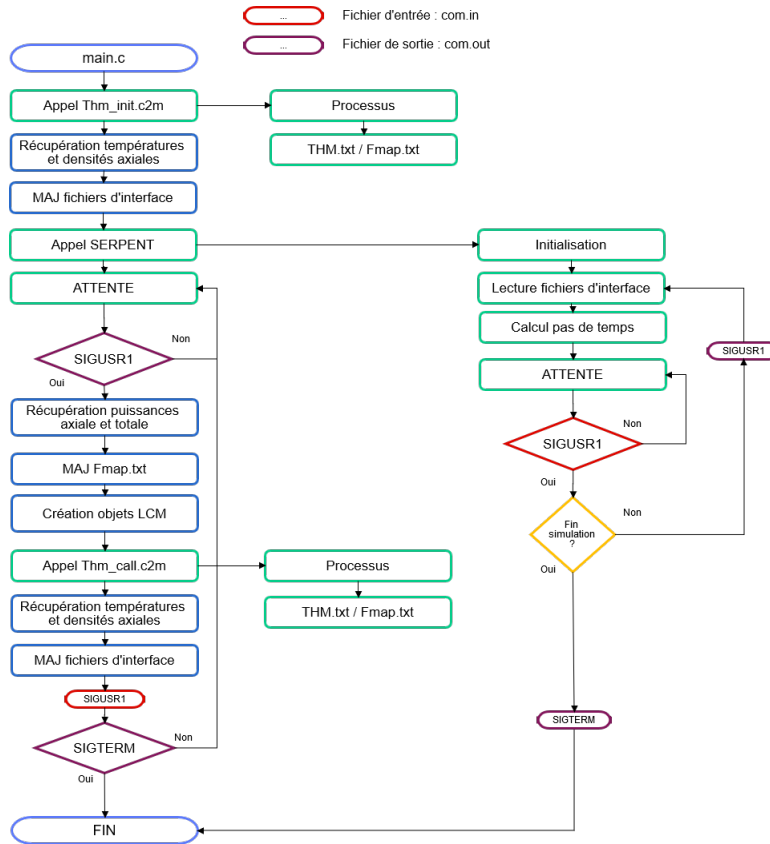 ...
Fichier d'entrée : com.in
...
Fichier de sortie : com.out
main.c
Appel Thm_init.c2m
Processus
Récupération températures
et densités axiales
THM.txt / Fmap.txt
MAJ fichiers d'interface
Appel SERPENT
Initialisation
ATTENTE
Lecture fichiers d'interface
Calcul pas de temps
Non
SIGUSR1
SIGUSR1
Oui
ATTENTE
Récupération puissances
axiale et totale
Non
SIGUSR1
MAJ Fmap.txt
Oui
Création objets LCM
Non
Fin
simulation
?
Oui
Appel Thm_call.c2m
Processus
Récupération températures
et densités axiales
THM.txt / Fmap.txt
MAJ fichiers d'interface
SIGUSR1
SIGTERM
Non
SIGTERM
Oui
FIN